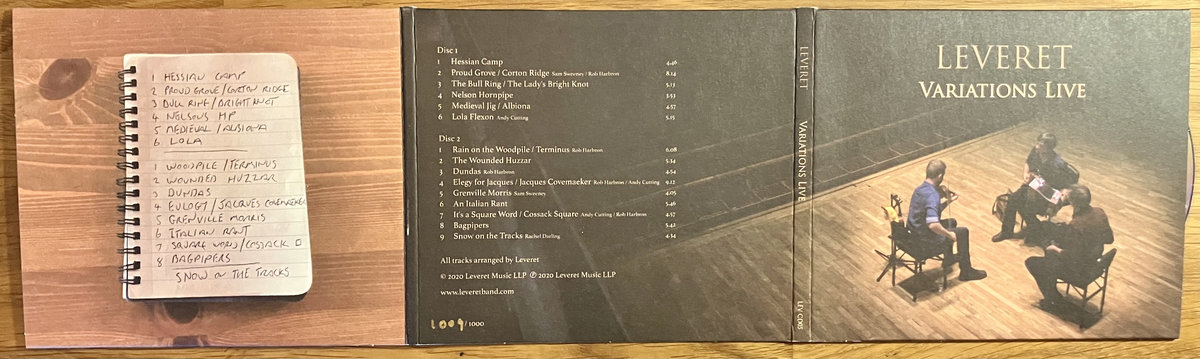 1 HESSIAN CAMP
2 PROUD GROVE/CORTON RIDGE
3 BULL RING/BRIGHT KNOT
4 NELSONS HP
5 MEDIEVAL/ALBIONA
6 LOLA
1 WOODPILE/TERMINUS
2 WOUNDED HUZZAR
3 DUNDAS
4 EULOGY/JACQUES COVEMAEKER
5 GRENVILLE MORRIS
6 ITALIAN RANT
7 SQUARE WORD/COSSACK □
8 BAGPIPERS
SNOW ON THE TRACKS
Disc 1
1 Hessian Camp 4.46
2 Proud Grove / Corton Ridge Sam Sweeney / Rob Harbron 8.14
3 The Bull Ring / The Lady's Bright Knot 5.13
4 Nelson Hornpipe 3.53
5 Medieval Jig / Albiona 4.57
6 Lola Flexon Andy Cutting 5.15
Disc 2
1 Rain on the Woodpile / Terminus Rob Harbron 6.08
2 The Wounded Huzzar 5.34
3 Dundas Rob Harbron 5.54
4 Elegy for Jacques / Jacques Covemaeker Rob Harbron / Andy Cutting 9.12
5 Grenville Morris Sam Sweeney 4.05
6 An Italian Rant 5.46
7 It's a Square Word / Cossack Square Andy Cutting / Rob Harbron 4.57
8 Bagpipers 5.42
9 Snow on the Tracks Rachel Darling 4.34
All tracks arranged by Leveret
© 2020 Leveret Music LLP ℗ 2020 Leveret Music LLP
www.leveretband.com
1009/1000
LEVERET VARIATIONS LIVE LEV CD05
LEVERET
VARIATIONS LIVE